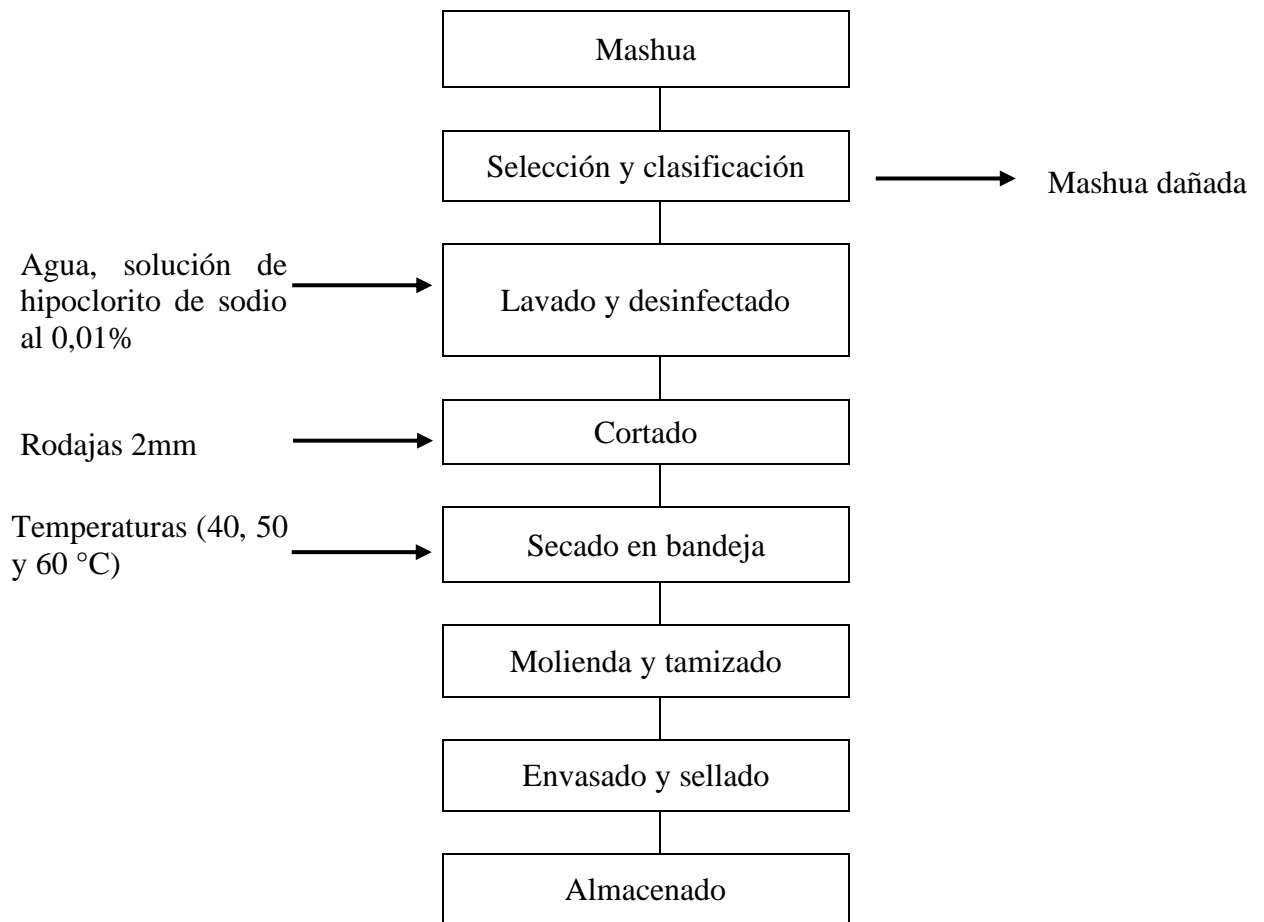 Mashua
Selección y clasificación
Mashua dañada
Agua, solución de
hipoclorito de sodio
al 0,01%
Lavado y desinfectado
Rodajas 2mm
Cortado
Temperaturas (40, 50
y 60 °C)
Secado en bandeja
Molienda y tamizado
Envasado y sellado
Almacenado